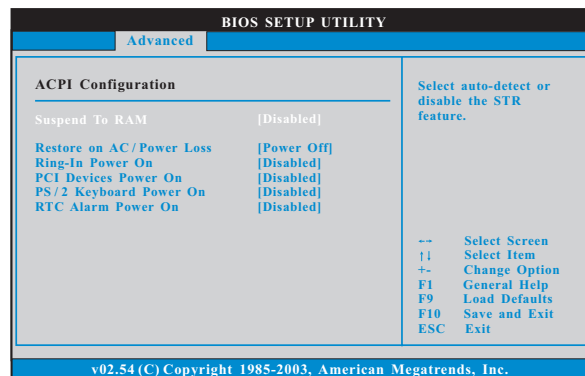 BIOS SETUP UTILITY
Advanced
ACPI Configuration
Suspend To RAM [Disabled]
Restore on AC / Power Loss [Power Off]
Ring-In Power On [Disabled]
PCI Devices Power On [Disabled]
PS / 2 Keyboard Power On [Disabled]
RTC Alarm Power On [Disabled]
Select auto-detect or
disable the STR
feature.
←→ Select Screen
↑↓ Select Item
+- Change Option
F1 General Help
F9 Load Defaults
F10 Save and Exit
ESC Exit
v02.54 (C) Copyright 1985-2003, American Megatrends, Inc.